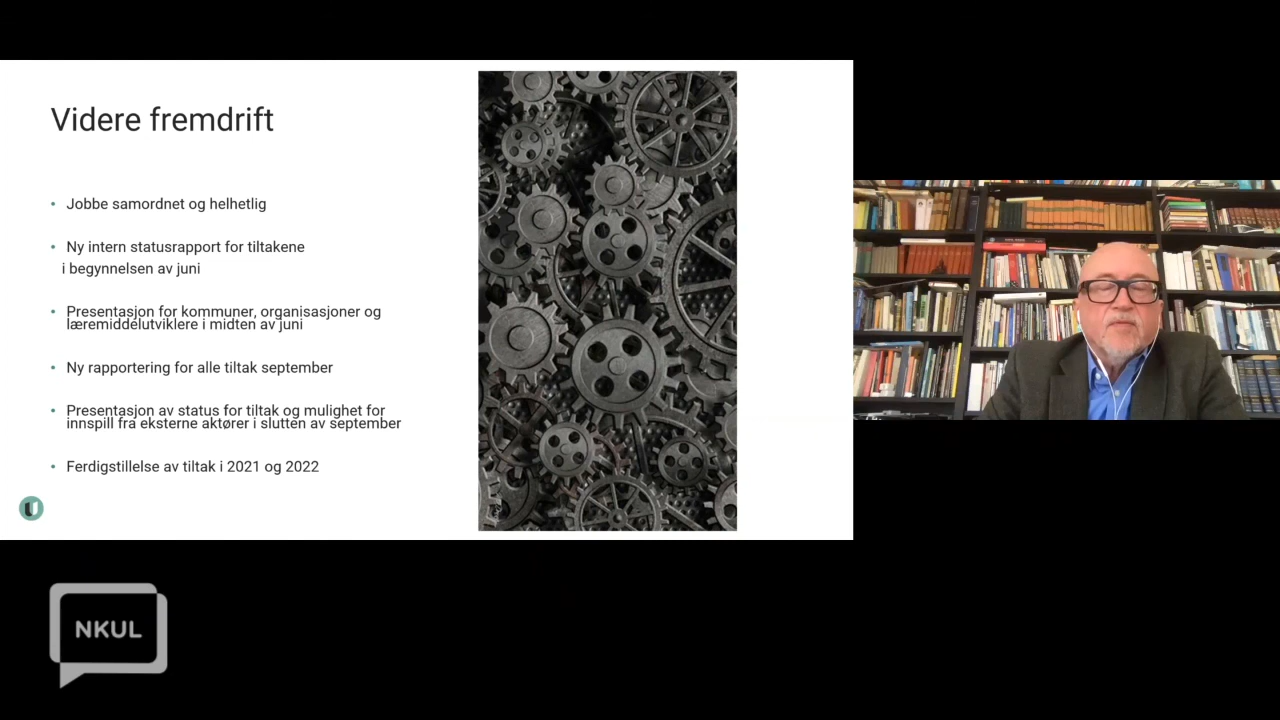 Videre fremdrift
• Jobbe samordnet og helhetlig
• Ny intern statusrapport for tiltakene
i begynnelsen av juni
• Presentasjon for kommuner, organisasjoner og
læremiddelutviklere i midten av juni
• Ny rapportering for alle tiltak september
• Presentasjon av status for tiltak og mulighet for
innspill fra eksterne aktører i slutten av september
• Ferdigstillelse av tiltak i 2021 og 2022
NKUL